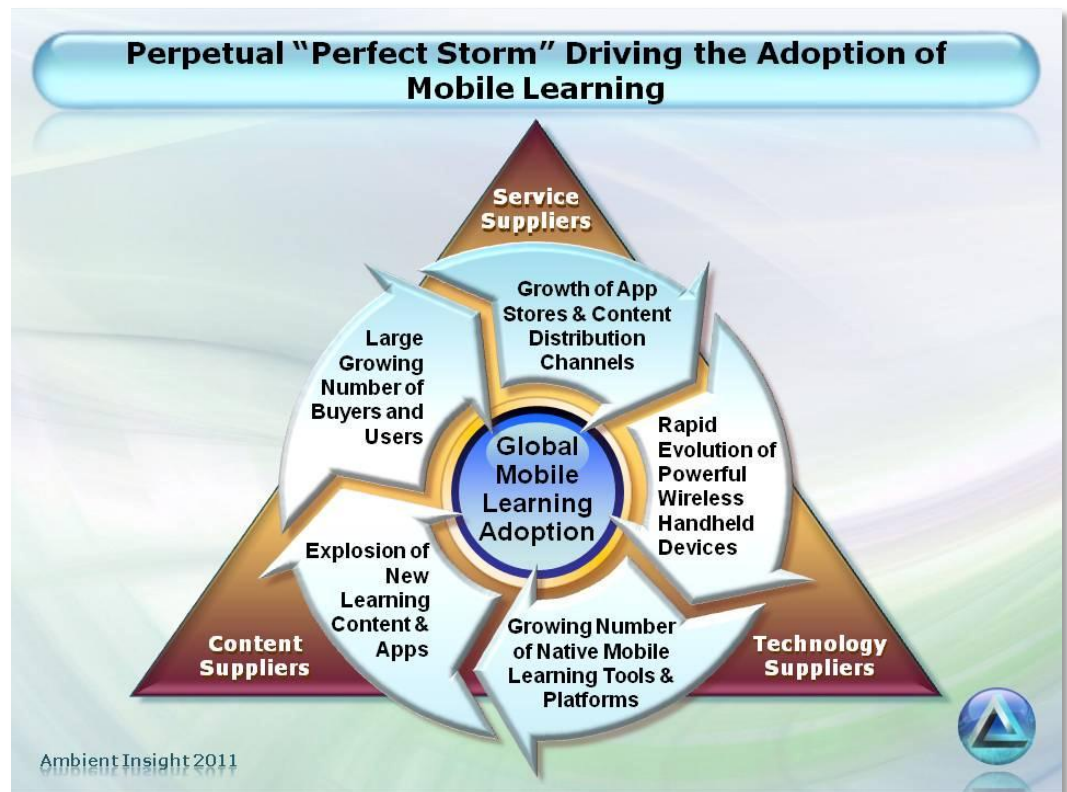 Perpetual “Perfect Storm” Driving the Adoption of
Mobile Learning
Service
Suppliers
Growth of App
Stores & Content
Distribution
Channels
Large
Growing
Number of
Buyers and
Users
Rapid
Evolution of
Powerful
Wireless
Handheld
Devices
Global
Mobile
Learning
Adoption
Explosion of
New
Learning
Content &
Apps
Growing Number
of Native Mobile
Learning Tools &
Platforms
Content
Suppliers
Technology
Suppliers
Ambient Insight 2011